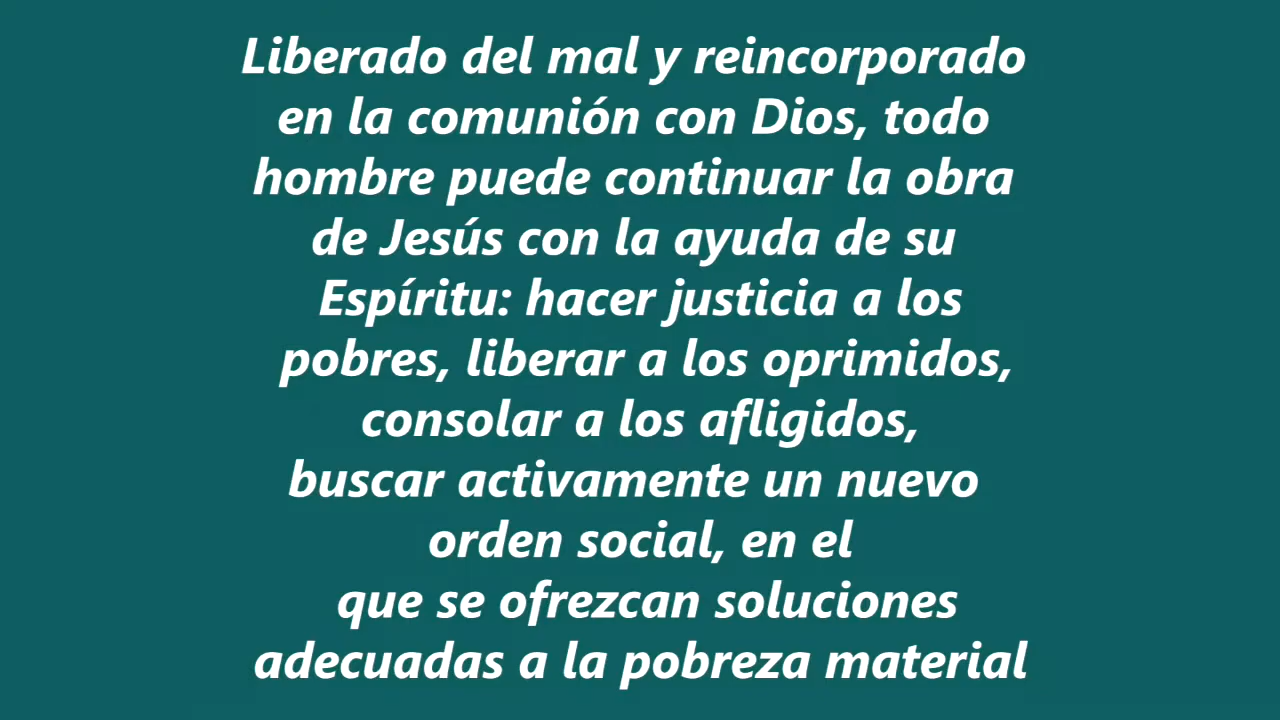 Liberado del mal y reincorporado
en la comunión con Dios, todo
hombre puede continuar la obra
de Jesús con la ayuda de su
Espíritu: hacer justicia a los
pobres, liberar a los oprimidos,
consolar a los afligidos,
buscar activamente un nuevo
orden social, en el
que se ofrezcan soluciones
adecuadas a la pobreza material